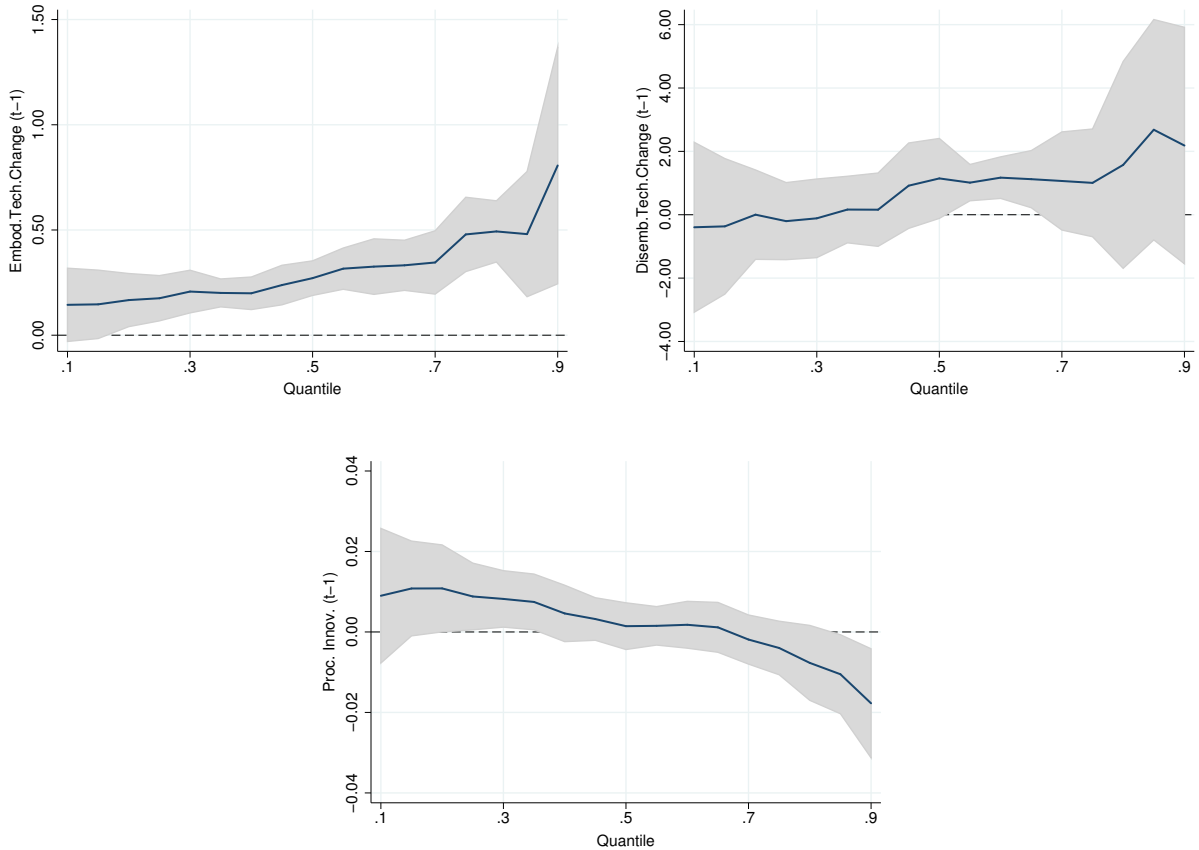 Embod.Tech.Change (t−1)
1.50
1.00
0.50
0.00
.1 .3 .5 .7 .9
Quantile
Disemb.Tech.Change (t−1)
6.00
4.00
2.00
0.00
−2.00
−4.00
.1 .3 .5 .7 .9
Quantile
Proc. Innov. (t−1)
0.04
0.02
0.00
−0.02
−0.04
.1 .3 .5 .7 .9
Quantile